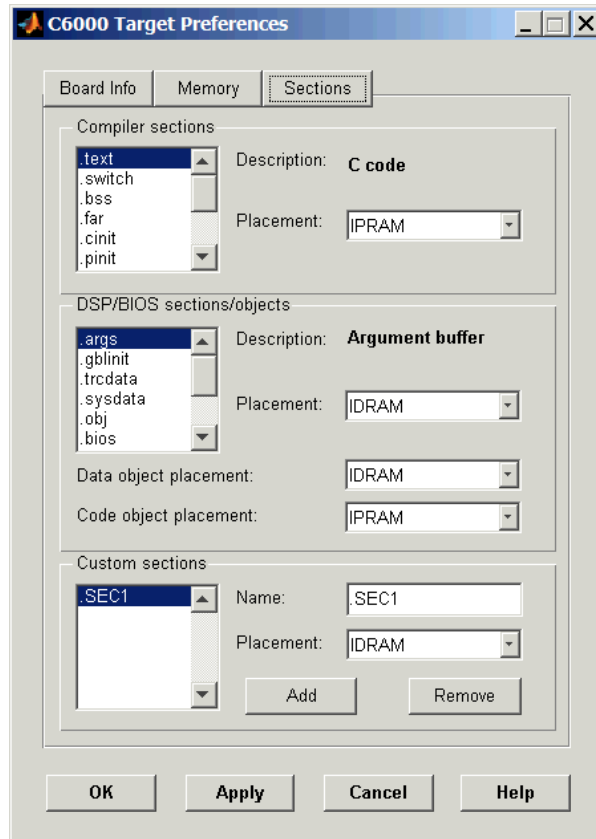 C6000 Target Preferences
Board Info Memory Sections
Compiler sections
.text
.switch
.bss
.far
.cinit
.pinit
Description: C code
Placement: IPRAM
DSP/BIOS sections/objects
.args
.gblinit
.trcdata
.sysdata
.obj
.bios
Description: Argument buffer
Placement: IDRAM
Data object placement: IDRAM
Code object placement: IPRAM
Custom sections
.SEC1
Name: .SEC1
Placement: IDRAM
Add Remove
OK Apply Cancel Help